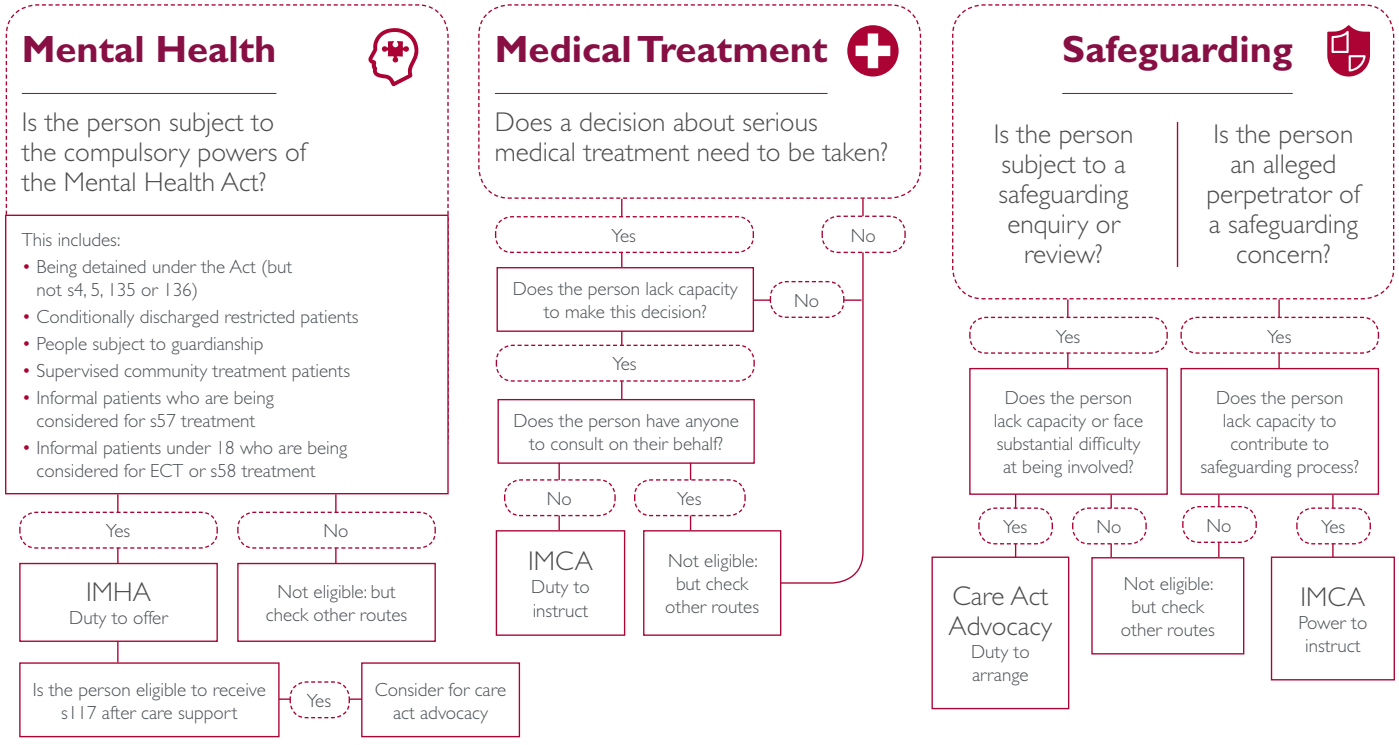 Mental Health
Is the person subject to
the compulsory powers of
the Mental Health Act?
This includes:
• Being detained under the Act (but
not s4, 5, 135 or 136)
• Conditionally discharged restricted patients
• People subject to guardianship
• Supervised community treatment patients
• Informal patients who are being
considered for s57 treatment
• Informal patients under 18 who are being
considered for ECT or s58 treatment
Yes
No
IMHA
Duty to offer
Not eligible: but
check other routes
Is the person eligible to receive
s117 after care support
Yes
Consider for care
act advocacy
Medical Treatment
Does a decision about serious
medical treatment need to be taken?
Yes
No
Does the person lack capacity
to make this decision?
No
Yes
Does the person have anyone
to consult on their behalf?
No
Yes
IMCA
Duty to
instruct
Not eligible:
but check
other routes
Safeguarding
Is the person
subject to a
safeguarding
enquiry or
review?
Is the person
an alleged
perpetrator of
a safeguarding
concern?
Yes
Yes
Does the person
lack capacity or face
substantial difficulty
at being involved?
Does the person
lack capacity to
contribute to
safeguarding process?
Yes
No
No
Yes
Care Act
Advocacy
Duty to
arrange
Not eligible:
but check
other routes
IMCA
Power to
instruct